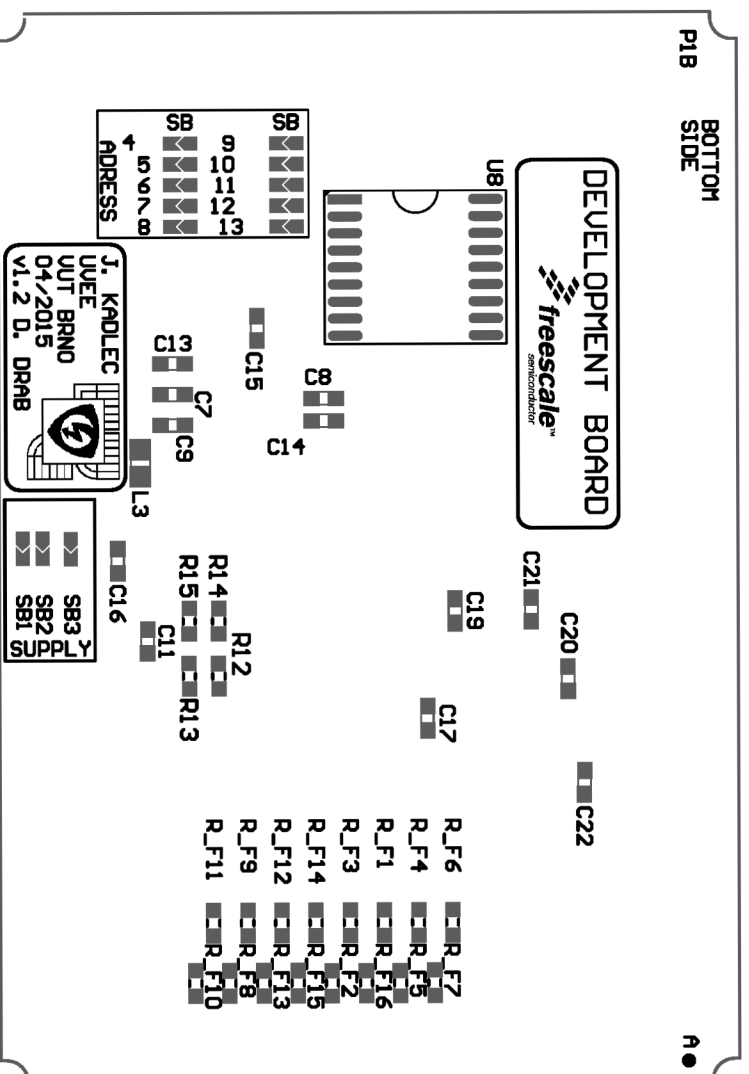 P1B
BOTTOM
SIDE
A
DEVELOPMENT BOARD
freescale™
semiconductor
U8
SB
SB
4
9
5
10
6
11
7
12
8
13
ADRESS
J. KADLEC
UVEE
VUT BRNO
04/2015
v1.2 D. DRAB
C15
C13
C7
C9
C8
C14
L3
SB3
SB2
SB1
SUPPLY
C16
C11
R15
R14
R12
R13
C19
C21
C20
C17
C22
R_F11
R_F9
R_F12
R_F14
R_F3
R_F1
R_F4
R_F6
R_F10
R_F8
R_F13
R_F15
R_F2
R_F16
R_F5
R_F7